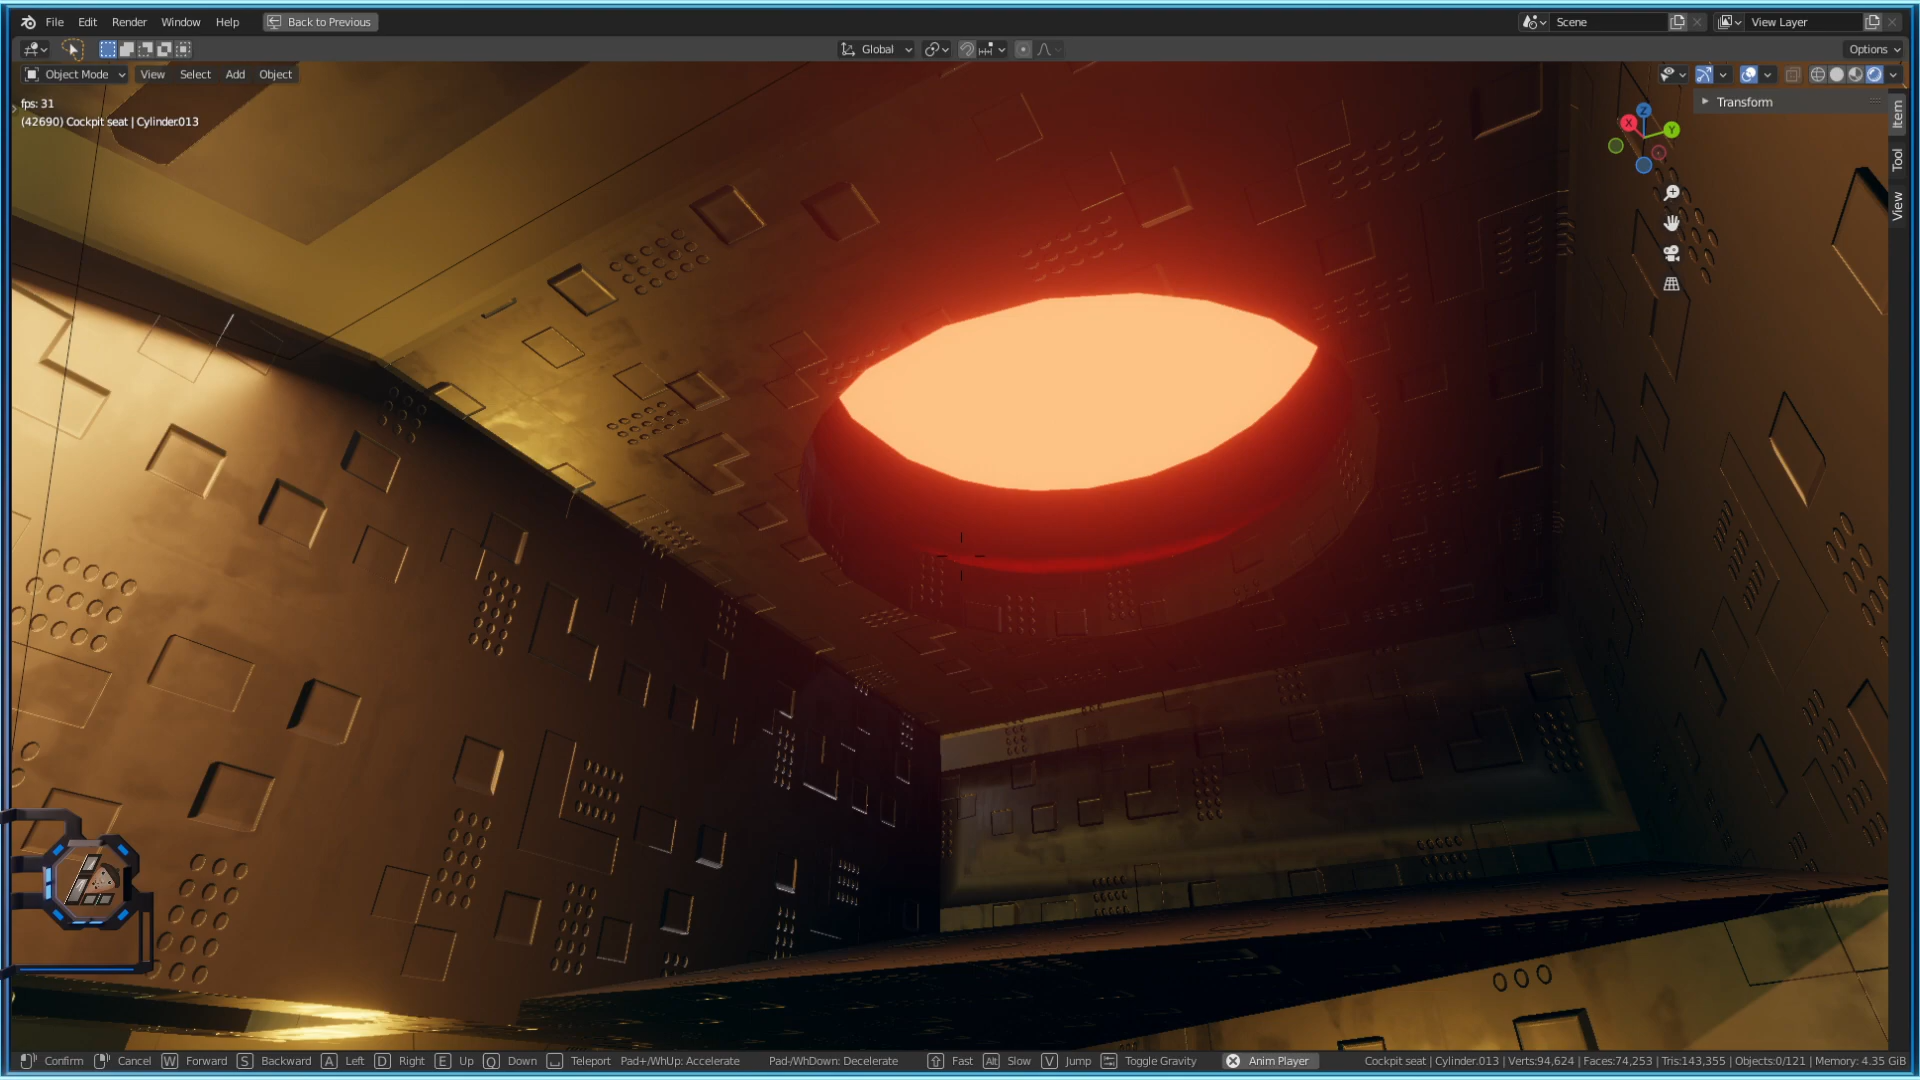 File Edit Render Window Help Back to Previous Scene View Layer
Global Options
Object Mode View Select Add Object
fps: 31
(42690) Cockpit seat | Cylinder.013
Transform
Z
X
Y
Item
Tool
View
Confirm Cancel W Forward S Backward A Left D Right E Up Q Down Teleport Pad+/WhUp: Accelerate Pad-/WhDown: Decelerate Fast Alt Slow V Jump Toggle Gravity Anim Player Cockpit seat | Cylinder.013 | Verts:94,624 | Faces:74,253 | Tris:143,355 | Objects:0/121 | Memory: 4.35 GiB